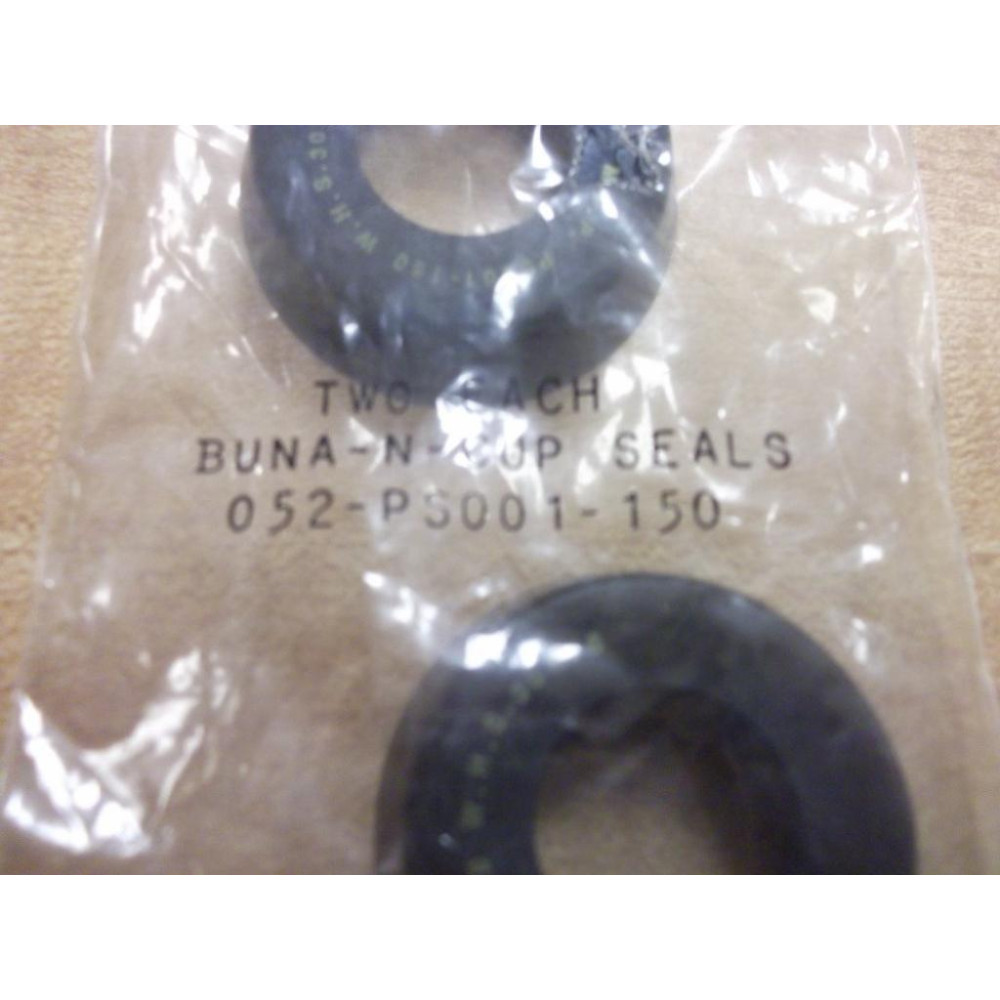 W.H.S.
TWO EACH
BUNA-N-CUP SEALS
052-PS001-150